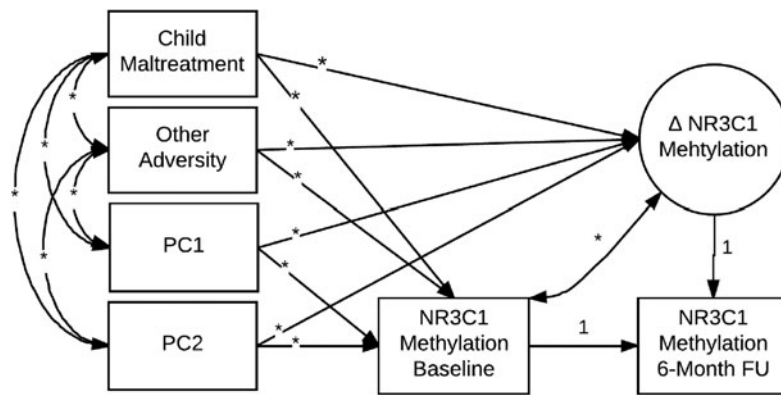 Child
Maltreatment
Other
Adversity
PC1
PC2
Δ NR3C1
Mehtylation
NR3C1
Methylation
Baseline
NR3C1
Methylation
6-Month FU
1
1
*
*
*
*
*
*
*
*
*
*
*
*
*
*